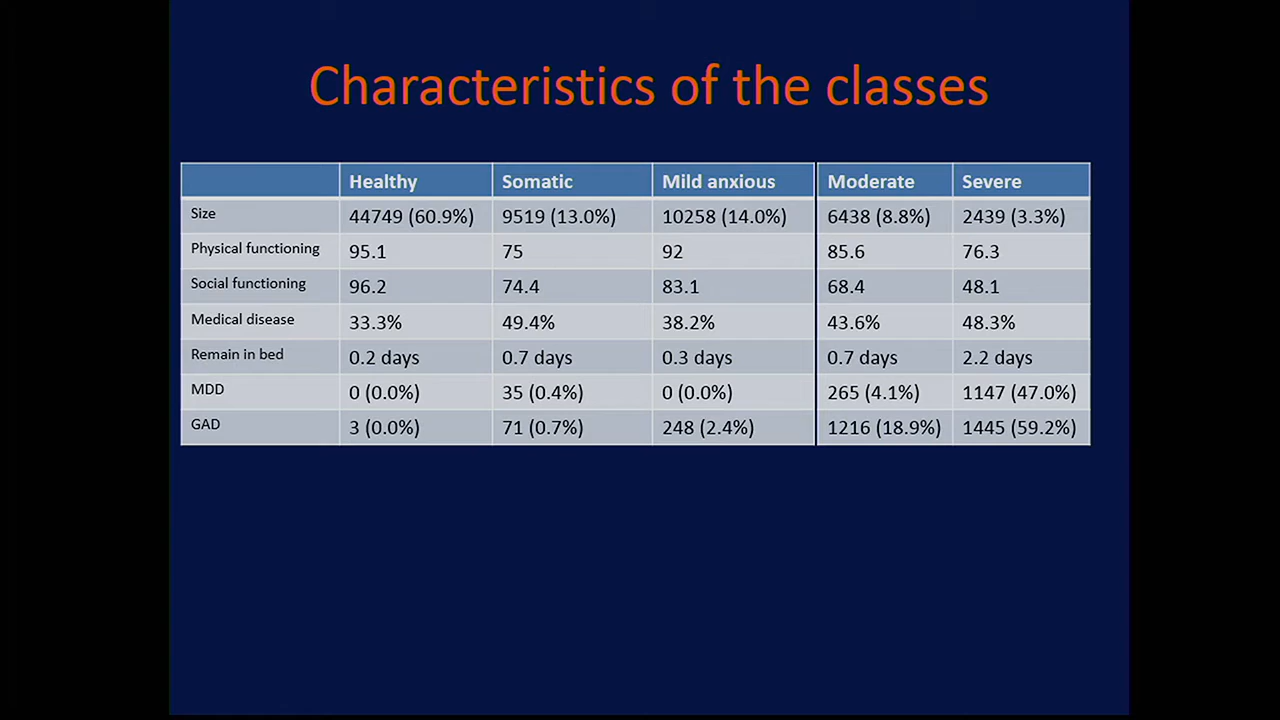 Characteristics of the classes
Healthy Somatic Mild anxious Moderate Severe
Size 44749 (60.9%) 9519 (13.0%) 10258 (14.0%) 6438 (8.8%) 2439 (3.3%)
Physical functioning 95.1 75 92 85.6 76.3
Social functioning 96.2 74.4 83.1 68.4 48.1
Medical disease 33.3% 49.4% 38.2% 43.6% 48.3%
Remain in bed 0.2 days 0.7 days 0.3 days 0.7 days 2.2 days
MDD 0 (0.0%) 35 (0.4%) 0 (0.0%) 265 (4.1%) 1147 (47.0%)
GAD 3 (0.0%) 71 (0.7%) 248 (2.4%) 1216 (18.9%) 1445 (59.2%)